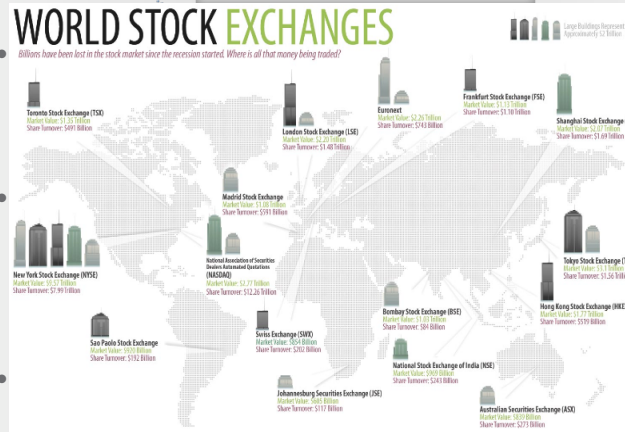 WORLD STOCK EXCHANGES
Billions have been lost in the stock market since the recession started. Where is all that money being traded?
Large Buildings Represent
Approximately $2 Trillion
Toronto Stock Exchange (TSX)
Market Value: $1.35 Trillion
Share Turnover: $491 Billion
London Stock Exchange (LSE)
Market Value: $2.20 Trillion
Share Turnover: $1.48 Trillion
Euronext
Market Value: $2.26 Trillion
Share Turnover: $743 Billion
Frankfurt Stock Exchange (FSE)
Market Value: $1.13 Trillion
Share Turnover: $1.18 Trillion
Shanghai Stock Exchange
Market Value: $2.07 Trillion
Share Turnover: $1.69 Trillion
Madrid Stock Exchange
Market Value: $1.08 Trillion
Share Turnover: $593 Billion
New York Stock Exchange (NYSE)
Market Value: $9.57 Trillion
Share Turnover: $7.99 Trillion
National Association of Securities
Dealers Automated Quotations
(NASDAQ)
Market Value: $2.77 Trillion
Share Turnover: $12.26 Trillion
Tokyo Stock Exchange (T
Market Value: $3.1 Trillion
Share Turnover: $1.56 Tril
Hong Kong Stock Exchange (HKE
Market Value: $1.77 Trillion
Share Turnover: $519 Billion
Bombay Stock Exchange (BSE)
Market Value: $1.03 Trillion
Share Turnover: $84 Billion
Sao Paolo Stock Exchange
Market Value: $920 Billion
Share Turnover: $192 Billion
Swiss Exchange (SWX)
Market Value: $854 Billion
Share Turnover: $202 Billion
National Stock Exchange of India (NSE)
Market Value: $969 Billion
Share Turnover: $243 Billion
Johannesburg Securities Exchange (JSE)
Market Value: Billion
Share Turnover: $117 Billion
Australian Securities Exchange (ASX)
Market Value: $839 Billion
Share Turnover: $273 Billion